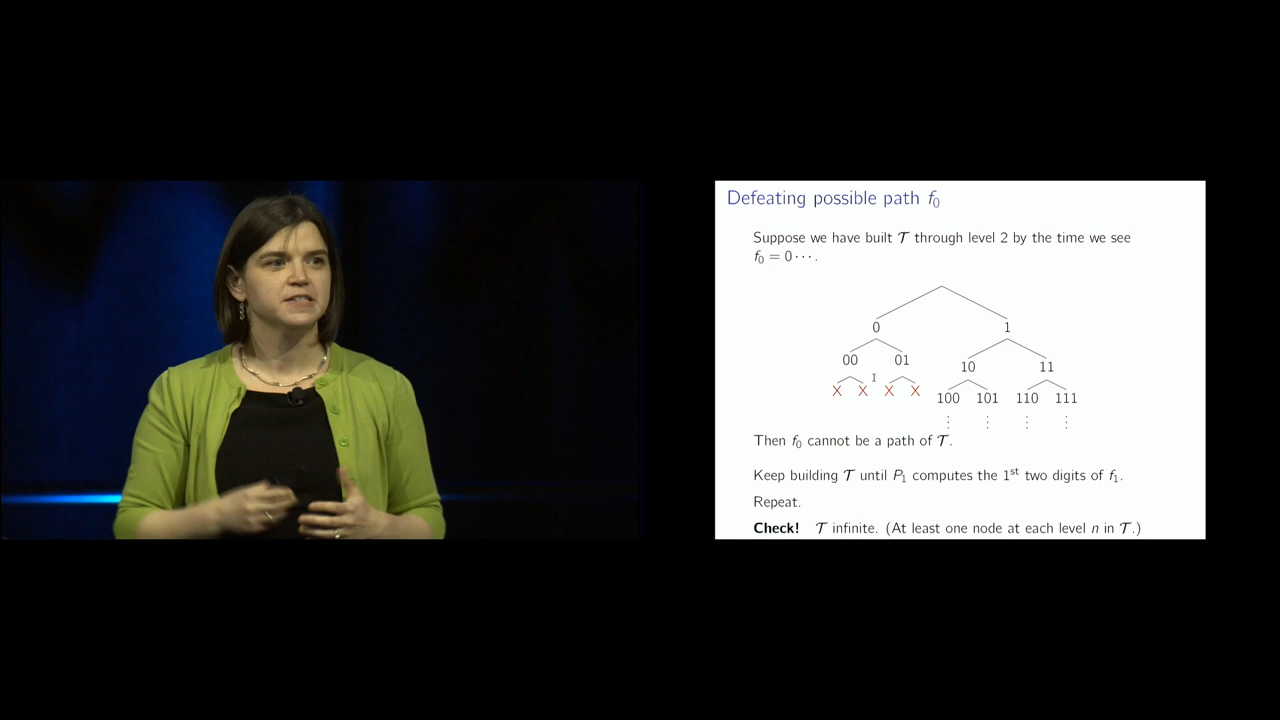 Defeating possible path f₀
Suppose we have built 𝒯 through level 2 by the time we see
f₀ = 0⋯.
0 1
00 01 10 11
X X X X 100 101 110 111
⋮ ⋮ ⋮ ⋮
Then f₀ cannot be a path of 𝒯.
Keep building 𝒯 until P₁ computes the 1ˢᵗ two digits of f₁.
Repeat.
Check! 𝒯 infinite. (At least one node at each level n in 𝒯.)